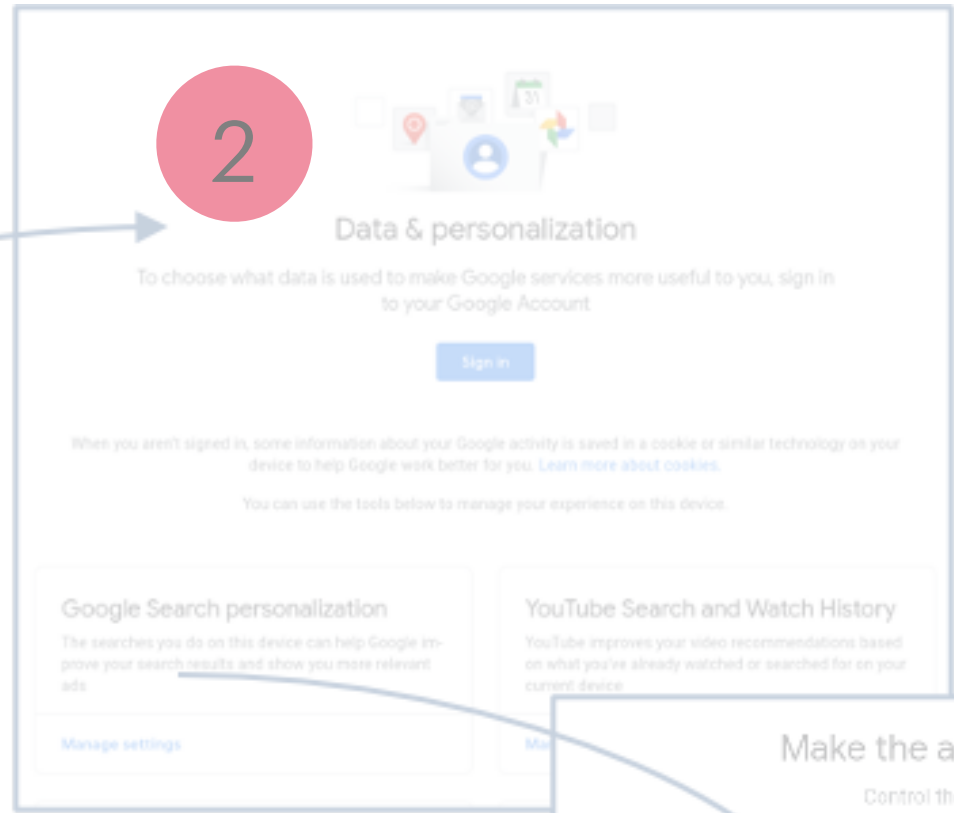 2
31
Data & personalization
To choose what data is used to make Google services more useful to you, sign in
to your Google Account
Sign in
When you aren't signed in, some information about your Google activity is saved in a cookie or similar technology on your
device to help Google work better for you. Learn more about cookies.
You can use the tools below to manage your experience on this device.
Google Search personalization
The searches you do on this device can help Google im-
prove your search results and show you more relevant
ads
Manage settings
YouTube Search and Watch History
YouTube improves your video recommendations based
on what you've already watched or searched for on your
current device
Ma
Make the a
Control th